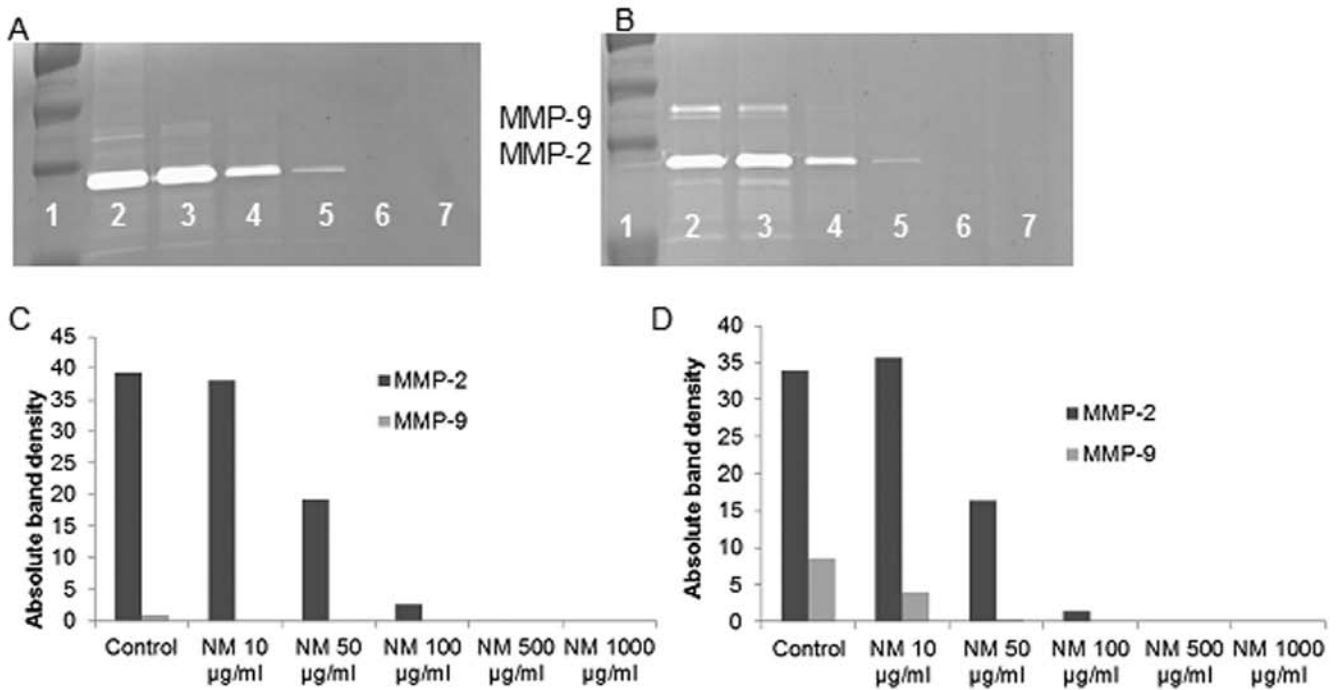 A
B
MMP-9
MMP-2
1 2 3 4 5 6 7
1 2 3 4 5 6 7
C
Absolute band density
45
40
35
30
25
20
15
10
5
0
MMP-2
MMP-9
Control NM 10 NM 50 NM 100 NM 500 NM 1000
µg/ml µg/ml µg/ml µg/ml µg/ml
D
Absolute band density
40
35
30
25
20
15
10
5
0
MMP-2
MMP-9
Control NM 10 NM 50 NM 100 NM 500 NM 1000
µg/ml µg/ml µg/ml µg/ml µg/ml